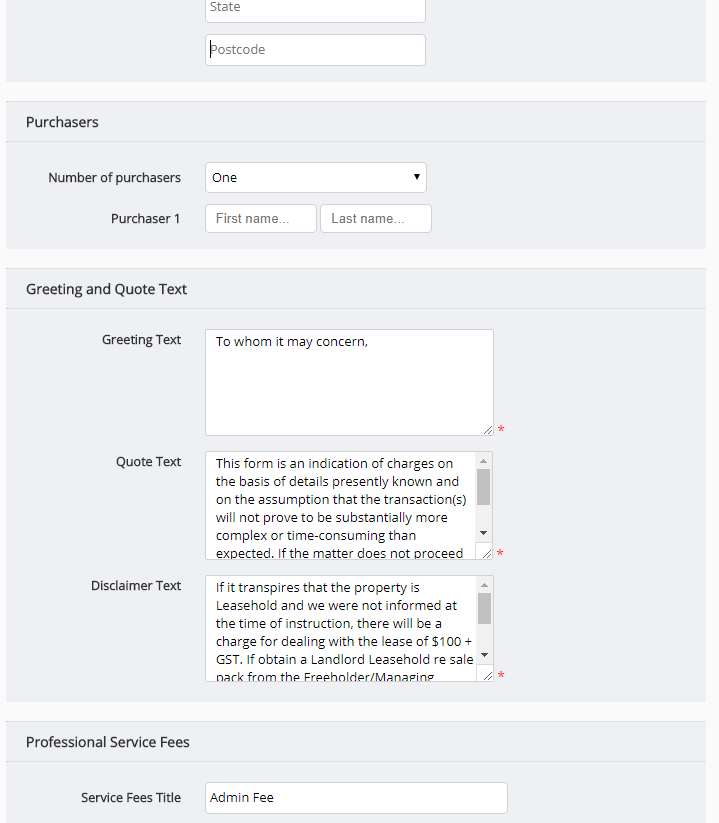 State
Postcode
Purchasers
Number of purchasers One
Purchaser 1 First name... Last name...
Greeting and Quote Text
Greeting Text To whom it may concern,
*
Quote Text This form is an indication of charges on
the basis of details presently known and
on the assumption that the transaction(s)
will not prove to be substantially more
complex or time-consuming than
expected. If the matter does not proceed
*
Disclaimer Text If it transpires that the property is
Leasehold and we were not informed at
the time of instruction, there will be a
charge for dealing with the lease of $100 +
GST. If obtain a Landlord Leasehold re sale
pack from the Freeholder/Managing
*
Professional Service Fees
Service Fees Title Admin Fee